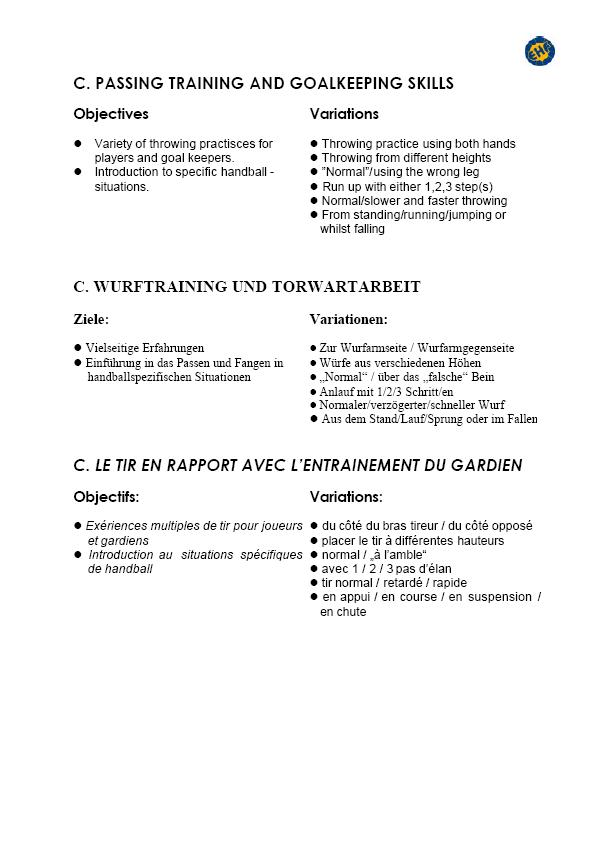 EHF
C. PASSING TRAINING AND GOALKEEPING SKILLS
Objectives
● Variety of throwing practisces for
players and goal keepers.
● Introduction to specific handball -
situations.
Variations
● Throwing practice using both hands
● Throwing from different heights
● ”Normal”/using the wrong leg
● Run up with either 1,2,3 step(s)
● Normal/slower and faster throwing
● From standing/running/jumping or
whilst falling
C. WURFTRAINING UND TORWARTARBEIT
Ziele:
● Vielseitige Erfahrungen
● Einführung in das Passen und Fangen in
handballspezifischen Situationen
Variationen:
● Zur Wurfarmseite / Wurfarmgegenseite
● Würfe aus verschiedenen Höhen
● „Normal“ / über das „falsche“ Bein
● Anlauf mit 1/2/3 Schritt/en
● Normaler/verzögerter/schneller Wurf
● Aus dem Stand/Lauf/Sprung oder im Fallen
C. LE TIR EN RAPPORT AVEC L’ENTRAINEMENT DU GARDIEN
Objectifs:
● Exériences multiples de tir pour joueurs
et gardiens
● Introduction au situations spécifiques
de handball
Variations:
● du côté du bras tireur / du côté opposé
● placer le tir à différentes hauteurs
● normal / „à l’amble“
● avec 1 / 2 / 3 pas d’élan
● tir normal / retardé / rapide
● en appui / en course / en suspension /
en chute